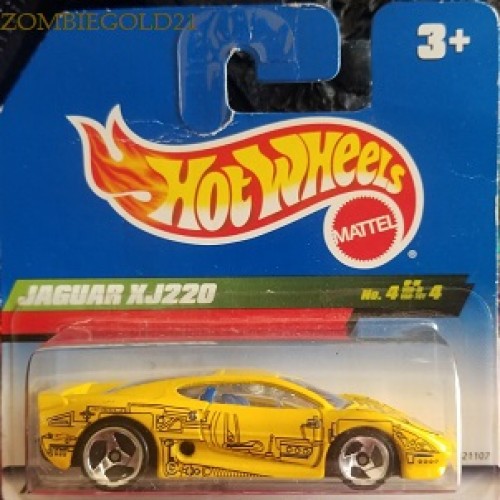 ZOMBIEGOLD21
3+
HOT WHEELS
MATTEL
®
JAGUAR XJ220
No. 4 4
21107